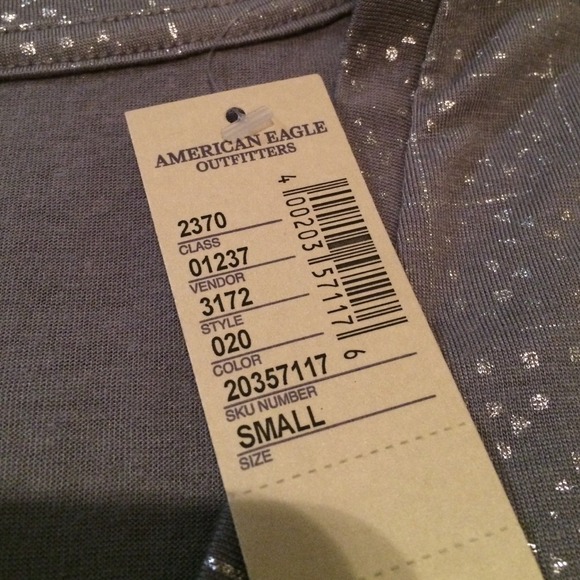 AMERICAN EAGLE
OUTFITTERS
2370
CLASS
01237
VENDOR
3172
STYLE
020
COLOR
20357117
SKU NUMBER
SMALL
SIZE
4 00203 57117 6